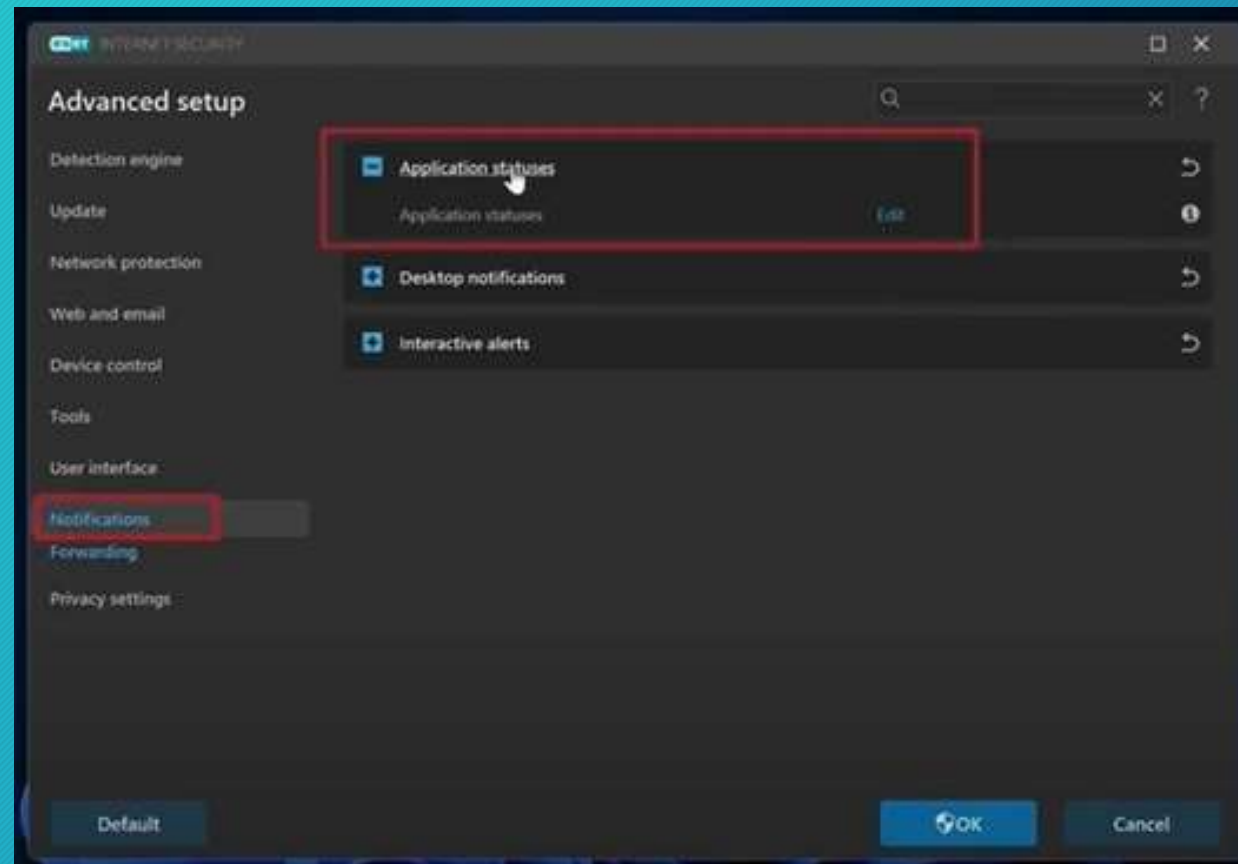 eset INTERNET SECURITY
Advanced setup
Detection engine
Update
Network protection
Web and email
Device control
Tools
User interface
Notifications
Forwarding
Privacy settings
Application statuses
Application statuses Edit
Desktop notifications
Interactive alerts
Default
OK
Cancel